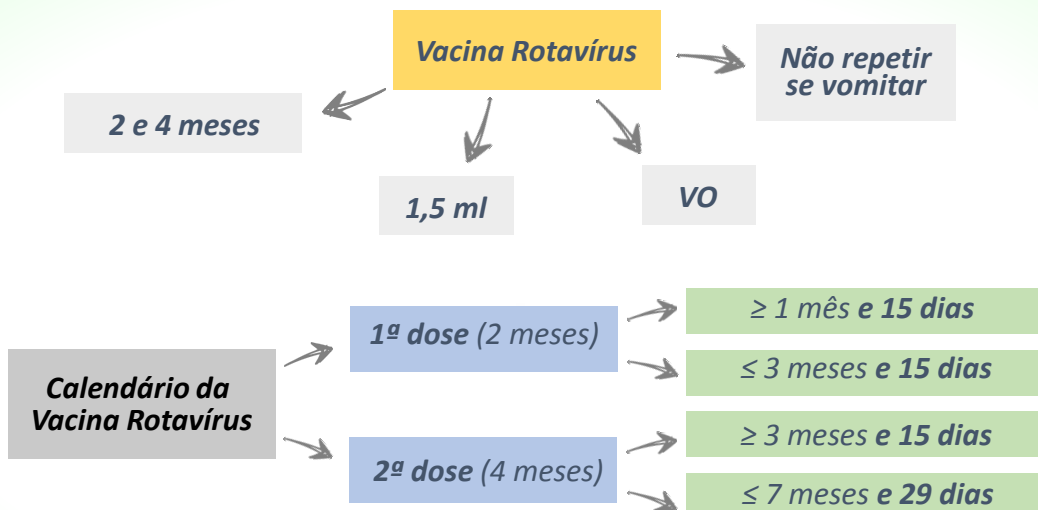 Vacina Rotavírus
Não repetir
se vomitar
2 e 4 meses
1,5 ml
VO
Calendário da
Vacina Rotavírus
1ª dose (2 meses)
≥ 1 mês e 15 dias
≤ 3 meses e 15 dias
2ª dose (4 meses)
≥ 3 meses e 15 dias
≤ 7 meses e 29 dias